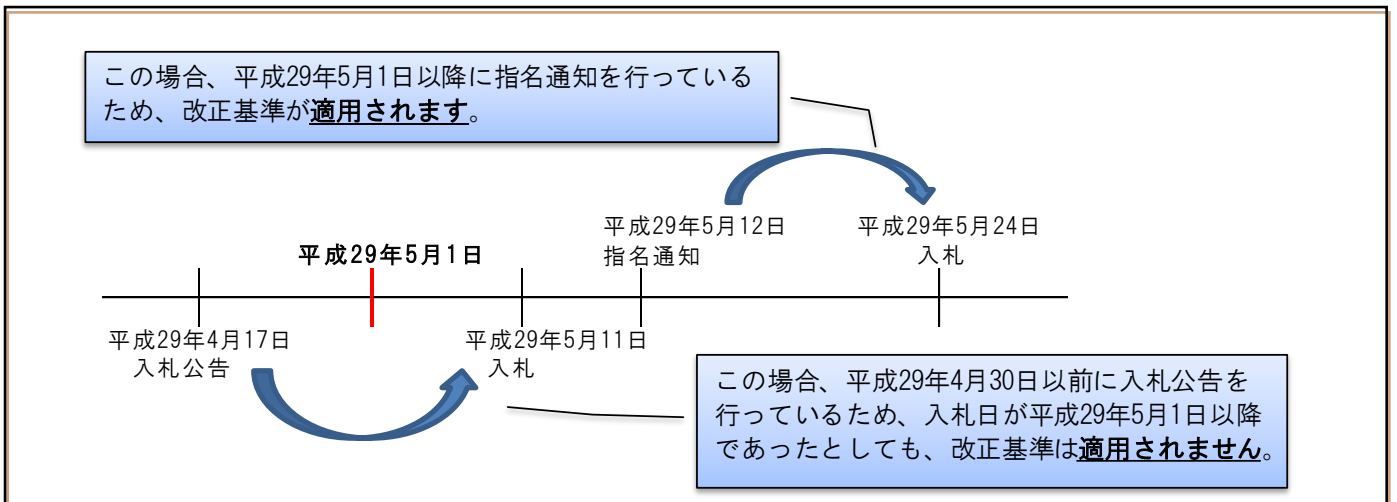 この場合、平成29年5月1日以降に指名通知を行っている
ため、改正基準が適用されます。
平成29年5月12日
指名通知
平成29年5月24日
入札
平成29年5月1日
平成29年4月17日
入札公告
平成29年5月11日
入札
この場合、平成29年4月30日以前に入札公告を
行っているため、入札日が平成29年5月1日以降
であったとしても、改正基準は適用されません。